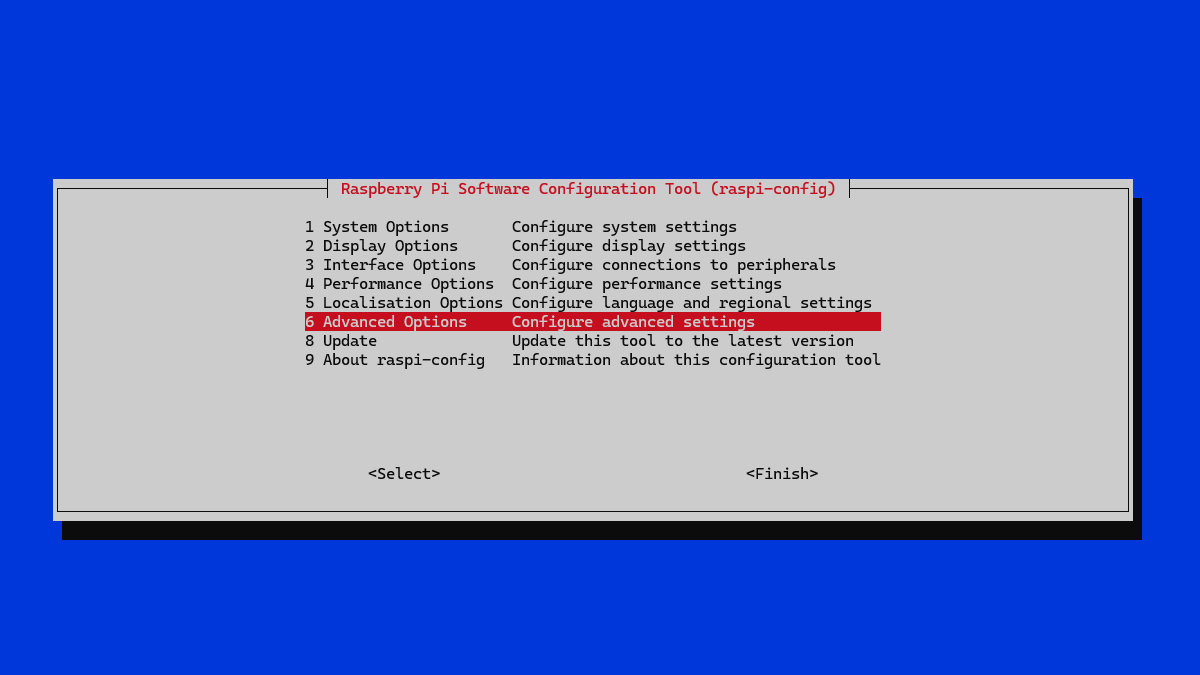 Raspberry Pi Software Configuration Tool (raspi-config)
1 System Options Configure system settings
2 Display Options Configure display settings
3 Interface Options Configure connections to peripherals
4 Performance Options Configure performance settings
5 Localisation Options Configure language and regional settings
6 Advanced Options Configure advanced settings
8 Update Update this tool to the latest version
9 About raspi-config Information about this configuration tool
<Select> <Finish>